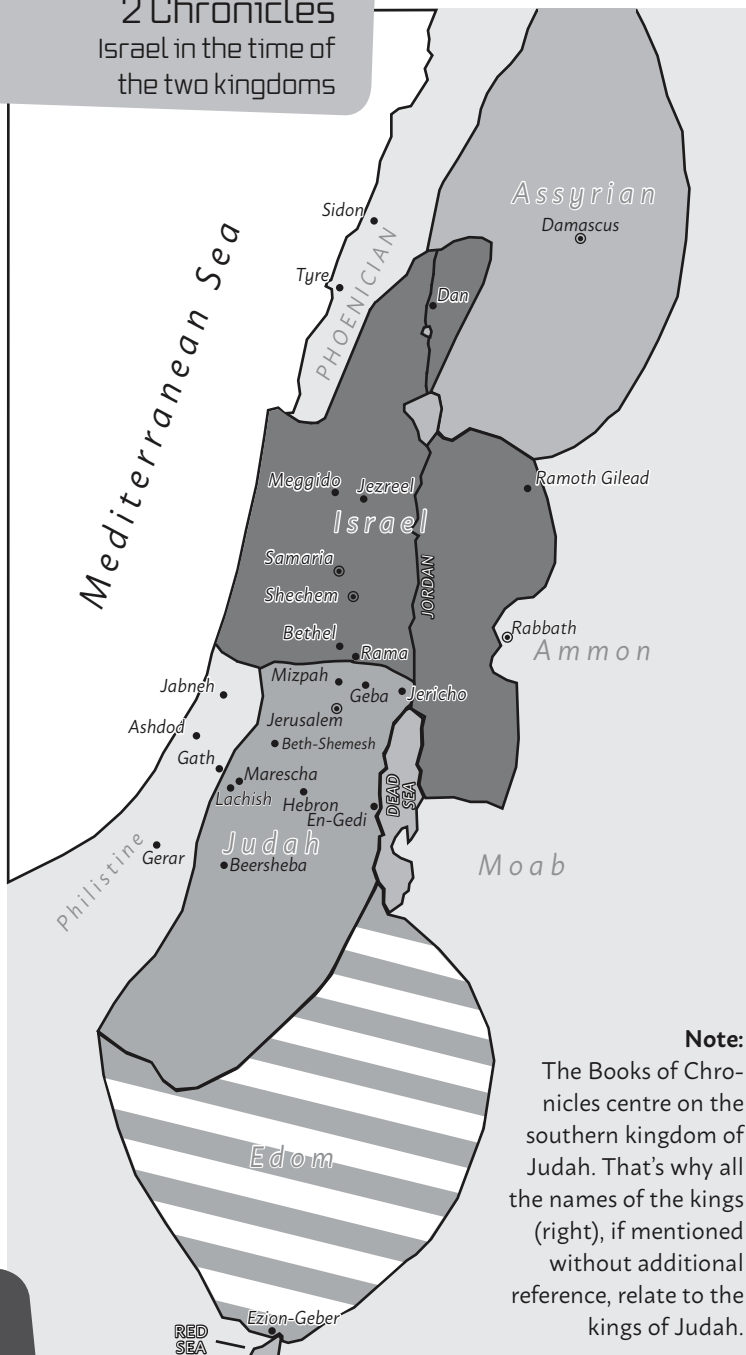 2 Chronicles
Israel in the time of
the two kingdoms
Assyrian
Damascus
Sidon
Tyre
PHOENICIAN
Dan
Mediterranean Sea
Meggido
Jezreel
Ramoth Gilead
Israel
Samaria
JORDAN
Shechem
Bethel
Rama
Rabbath
Ammon
Mizpah
Geba
Jericho
Jabneh
Jerusalem
Ashdod
Beth-Shemesh
Gath
Marescha
Lachish
Hebron
En-Gedi
DEAD
SEA
Judah
Gerar
Beersheba
Philistine
Moab
Edom
Ezion-Geber
RED
SEA
Note:
The Books of Chro-
nicles centre on the
southern kingdom of
Judah. That's why all
the names of the kings
(right), if mentioned
without additional
reference, relate to the
kings of Judah.